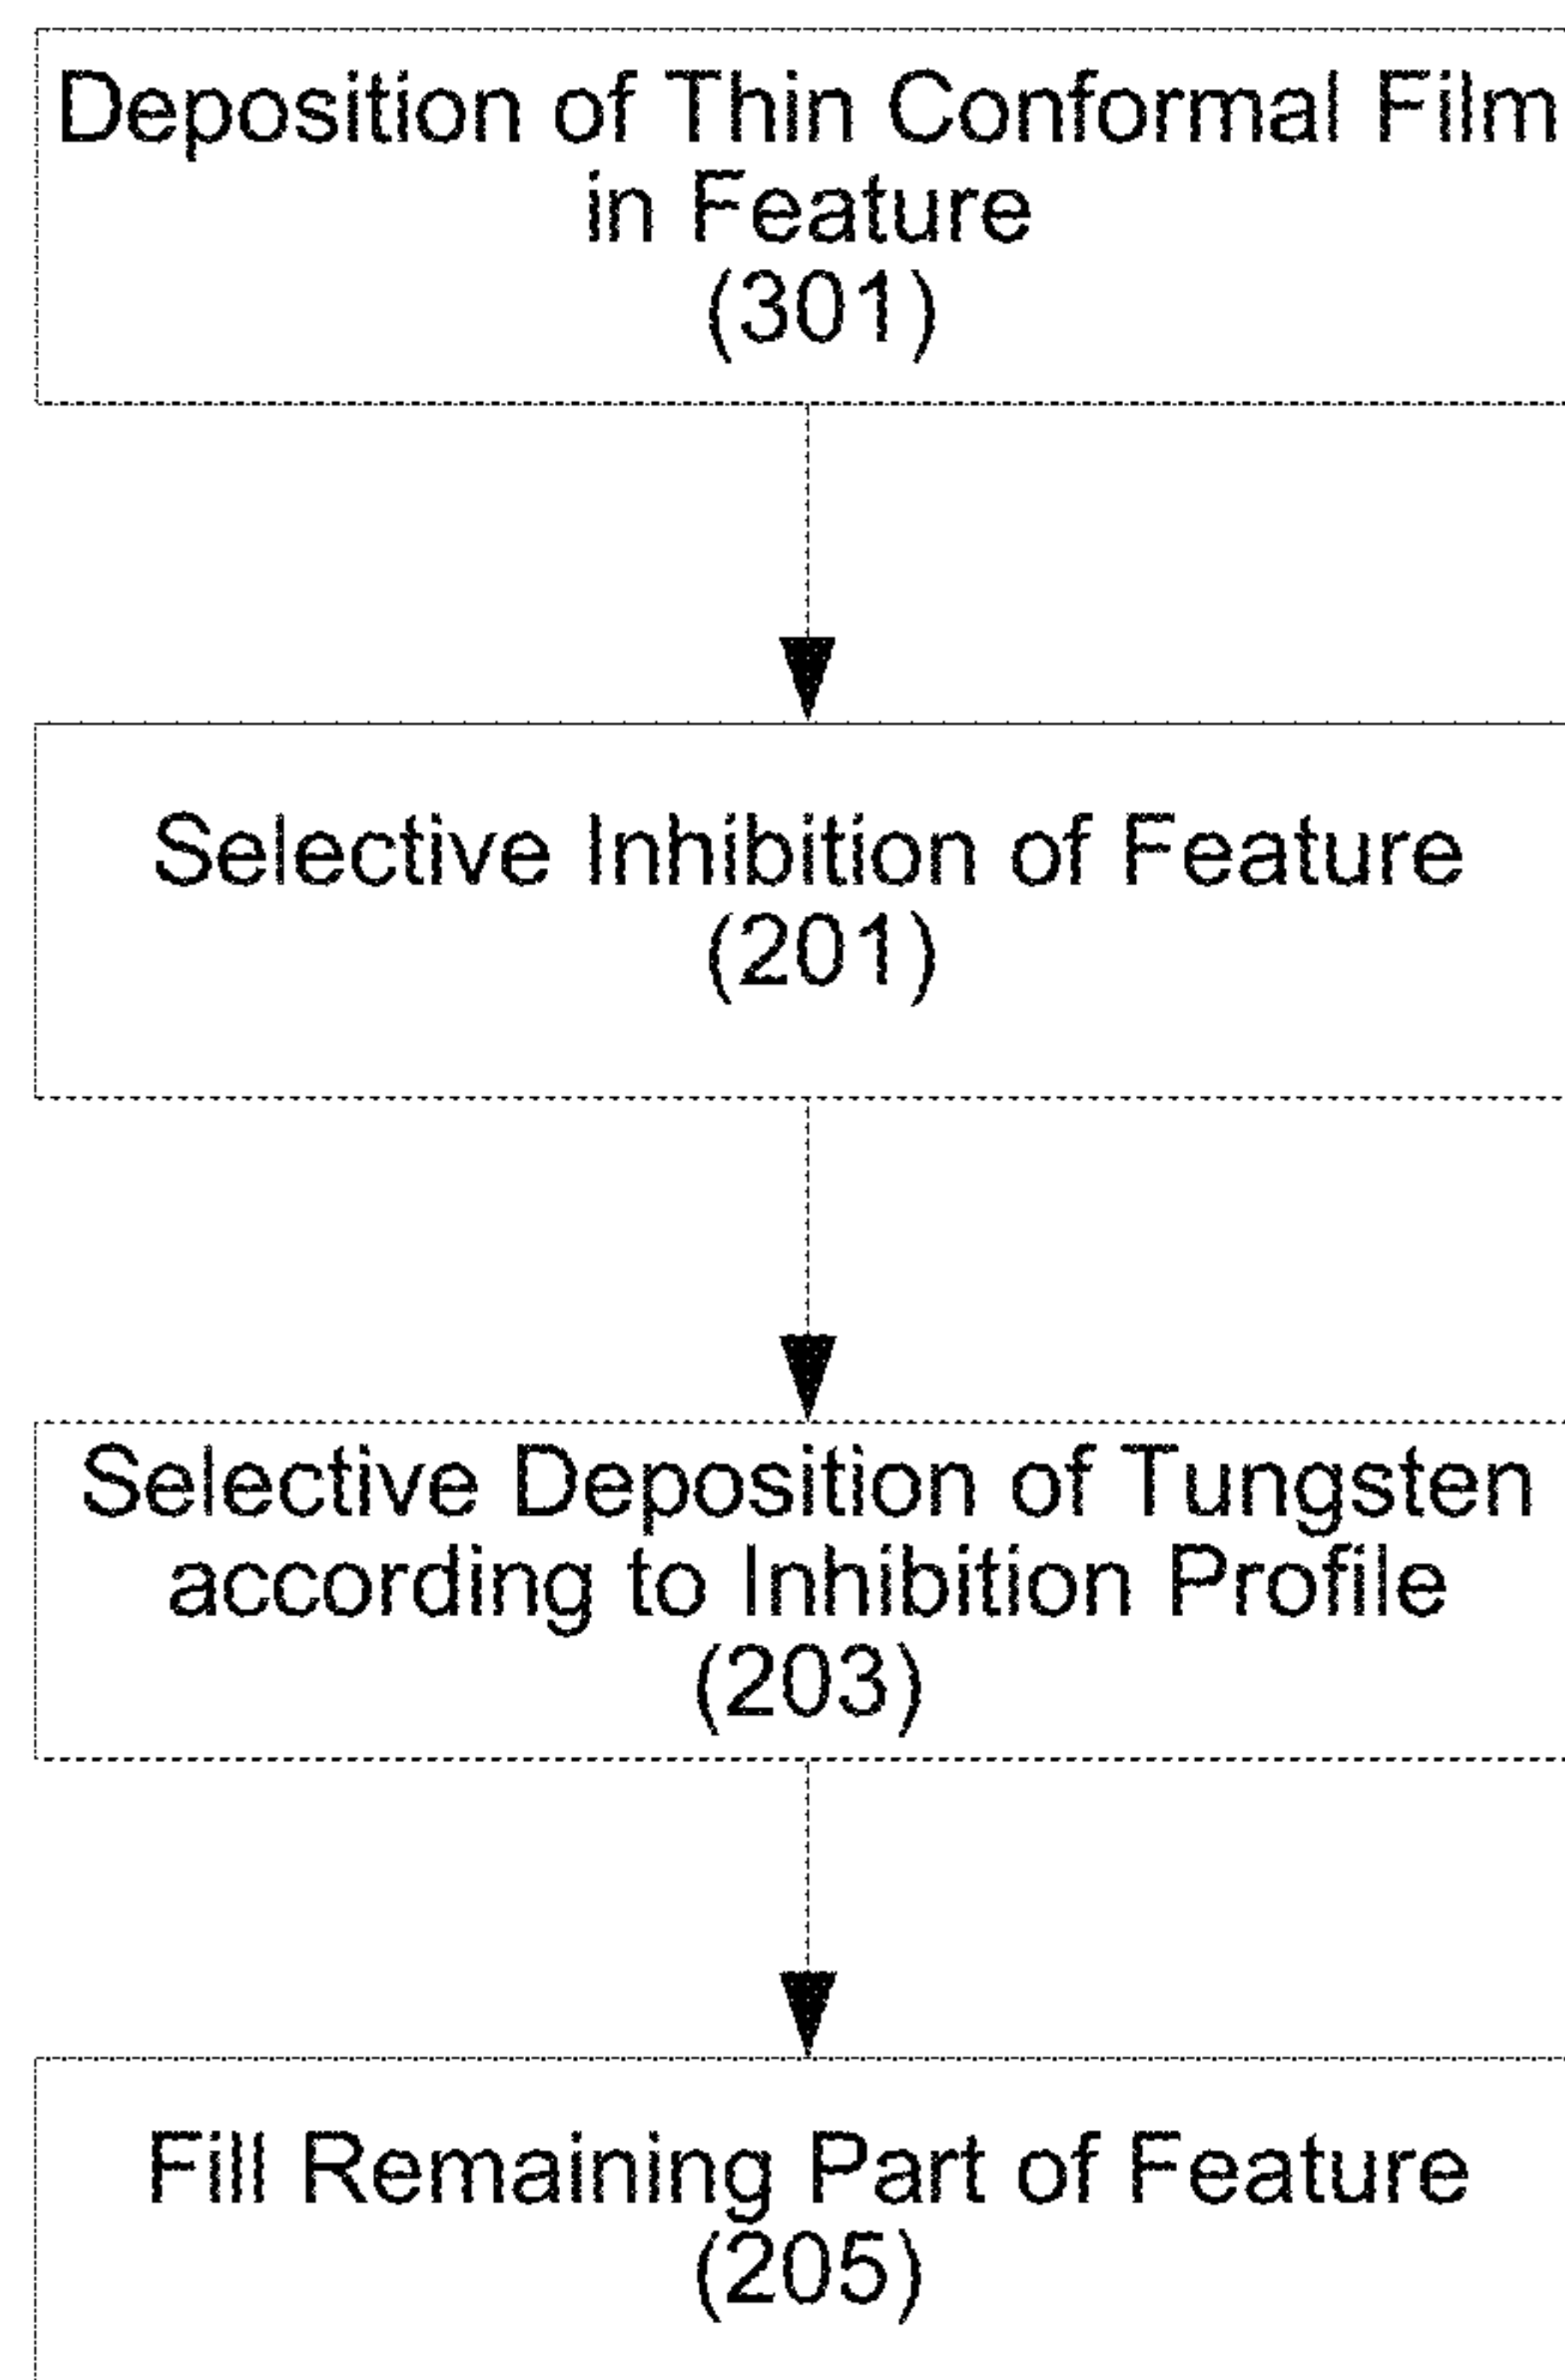 Deposition of Thin Conformal Film
in Feature
(301)
Selective Inhibition of Feature
(201)
Selective Deposition of Tungsten
according to Inhibition Profile
(203)
Fill Remaining Part of Feature
(205)